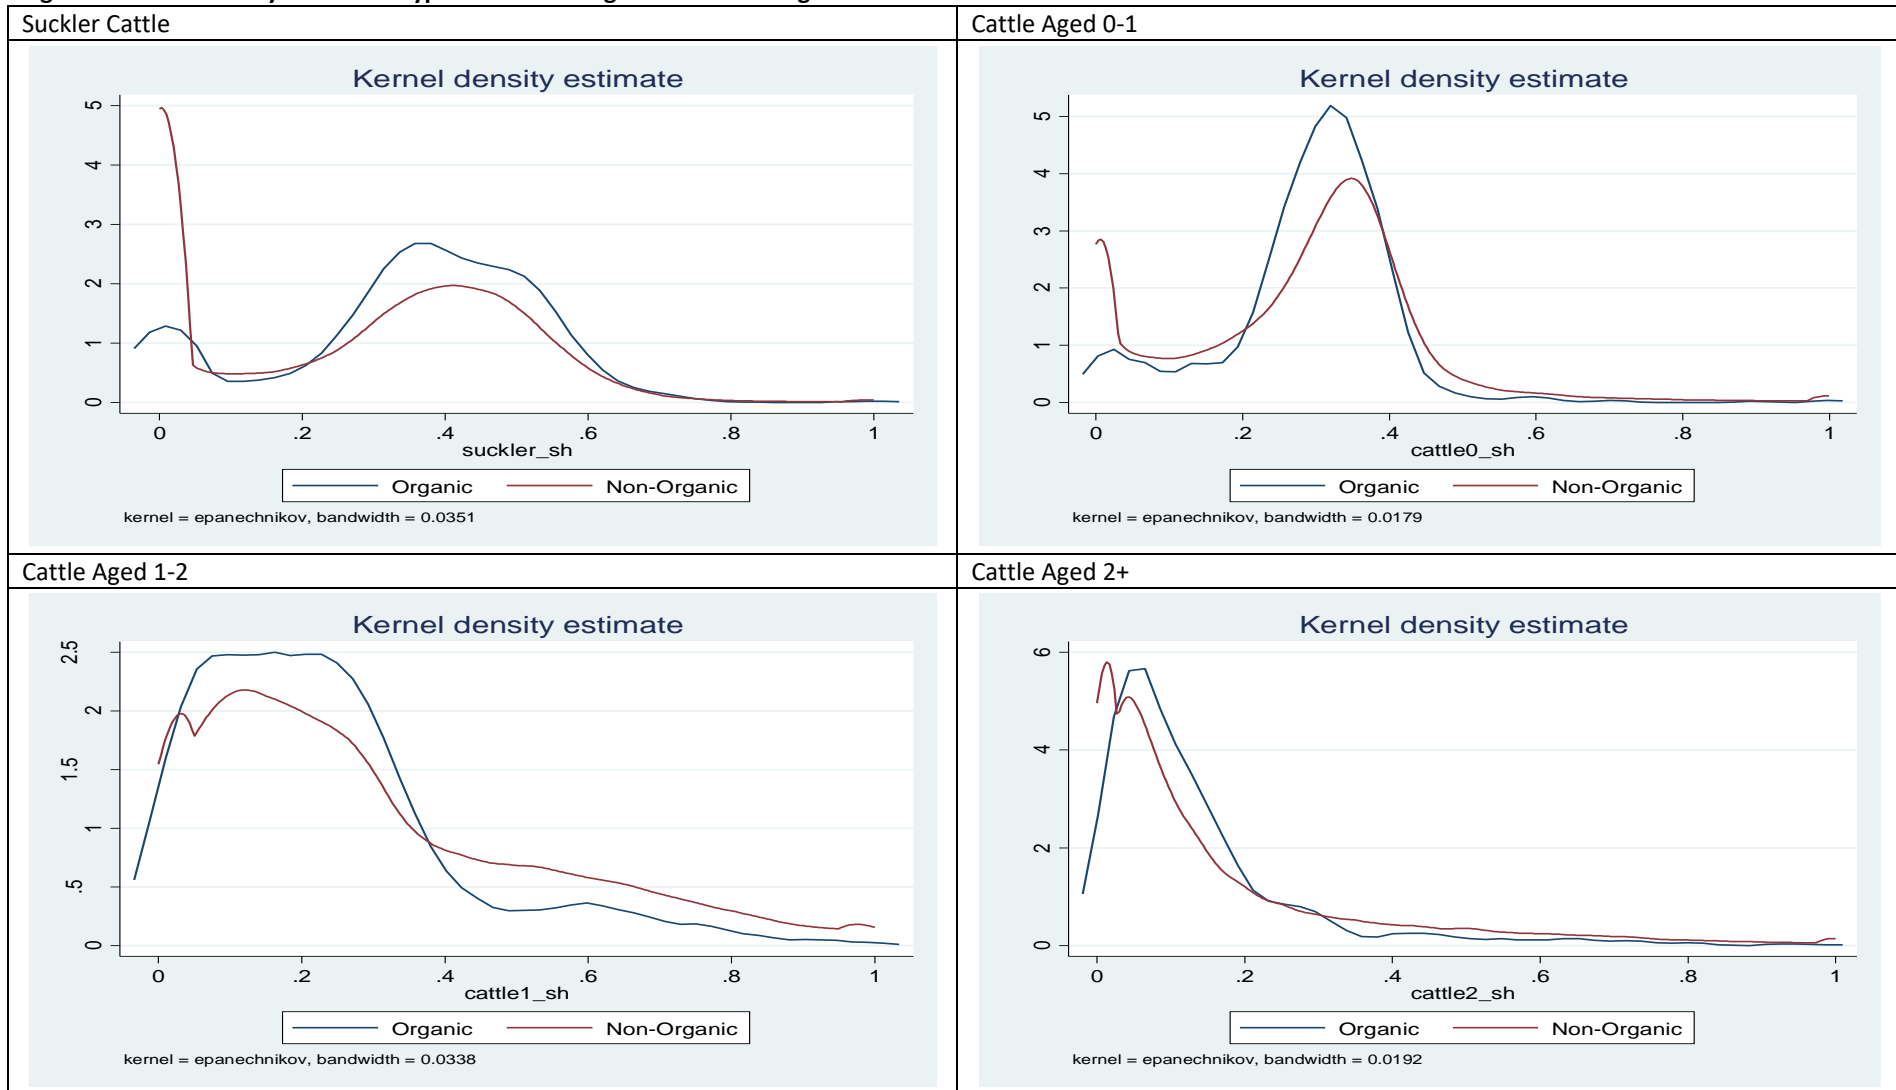 Suckler Cattle
Kernel density estimate
5
4
3
2
1
0
0 .2 .4 .6 .8 1
suckler_sh
Organic Non-Organic
kernel = epanechnikov, bandwidth = 0.0351
Cattle Aged 0-1
Kernel density estimate
5
4
3
2
1
0
0 .2 .4 .6 .8 1
cattle0_sh
Organic Non-Organic
kernel = epanechnikov, bandwidth = 0.0179
Cattle Aged 1-2
Kernel density estimate
2.5
2
1.5
1
.5
0
0 .2 .4 .6 .8 1
cattle1_sh
Organic Non-Organic
kernel = epanechnikov, bandwidth = 0.0338
Cattle Aged 2+
Kernel density estimate
6
4
2
0
0 .2 .4 .6 .8 1
cattle2_sh
Organic Non-Organic
kernel = epanechnikov, bandwidth = 0.0192